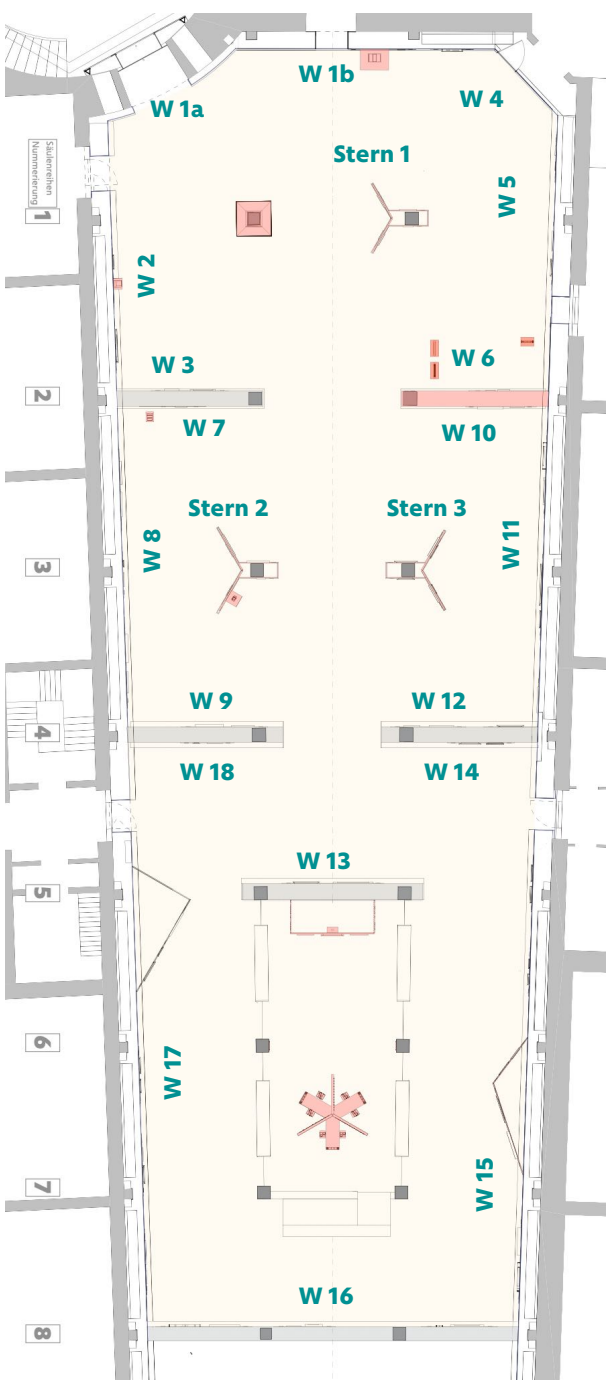 W 1b
W 4
W 1a
Stern 1
Säulenreihen
Nummerierung
1
W 5
W 2
W 3
W 6
2
W 7
W 10
Stern 2
Stern 3
W 8
W 11
3
W 9
W 12
4
W 18
W 14
W 13
5
6
W 17
W 15
7
W 16
8